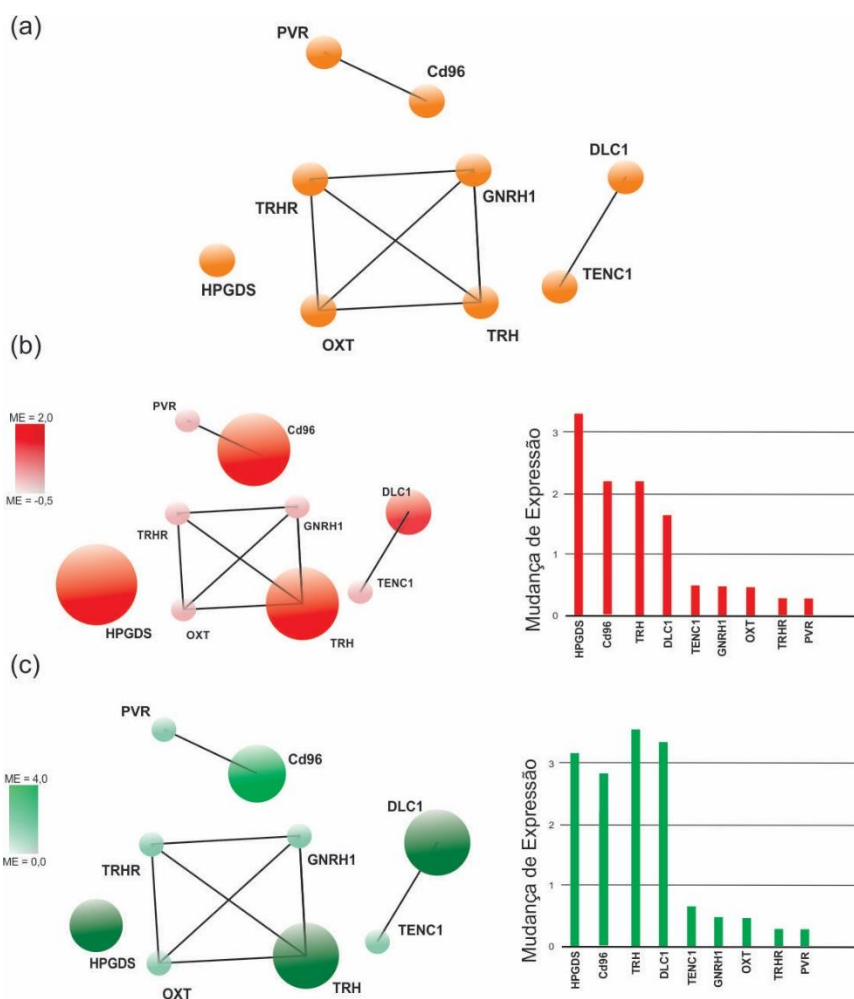 (a)
PVR
Cd96
DLC1
TRHR
GNRH1
HPGDS
TENC1
OXT
TRH
(b)
ME = 2,0
ME = -0,5
PVR
Cd96
DLC1
TRHR
GNRH1
TENC1
HPGDS
OXT
TRH
Mudança de Expressão
3
2
1
0
HPGDS
Cd96
TRH
DLC1
TENC1
GNRH1
OXT
TRHR
PVR
(c)
ME = 4,0
ME = 0,0
PVR
Cd96
DLC1
TRHR
GNRH1
TENC1
HPGDS
OXT
TRH
Mudança de Expressão
3
2
1
0
HPGDS
Cd96
TRH
DLC1
TENC1
GNRH1
OXT
TRHR
PVR